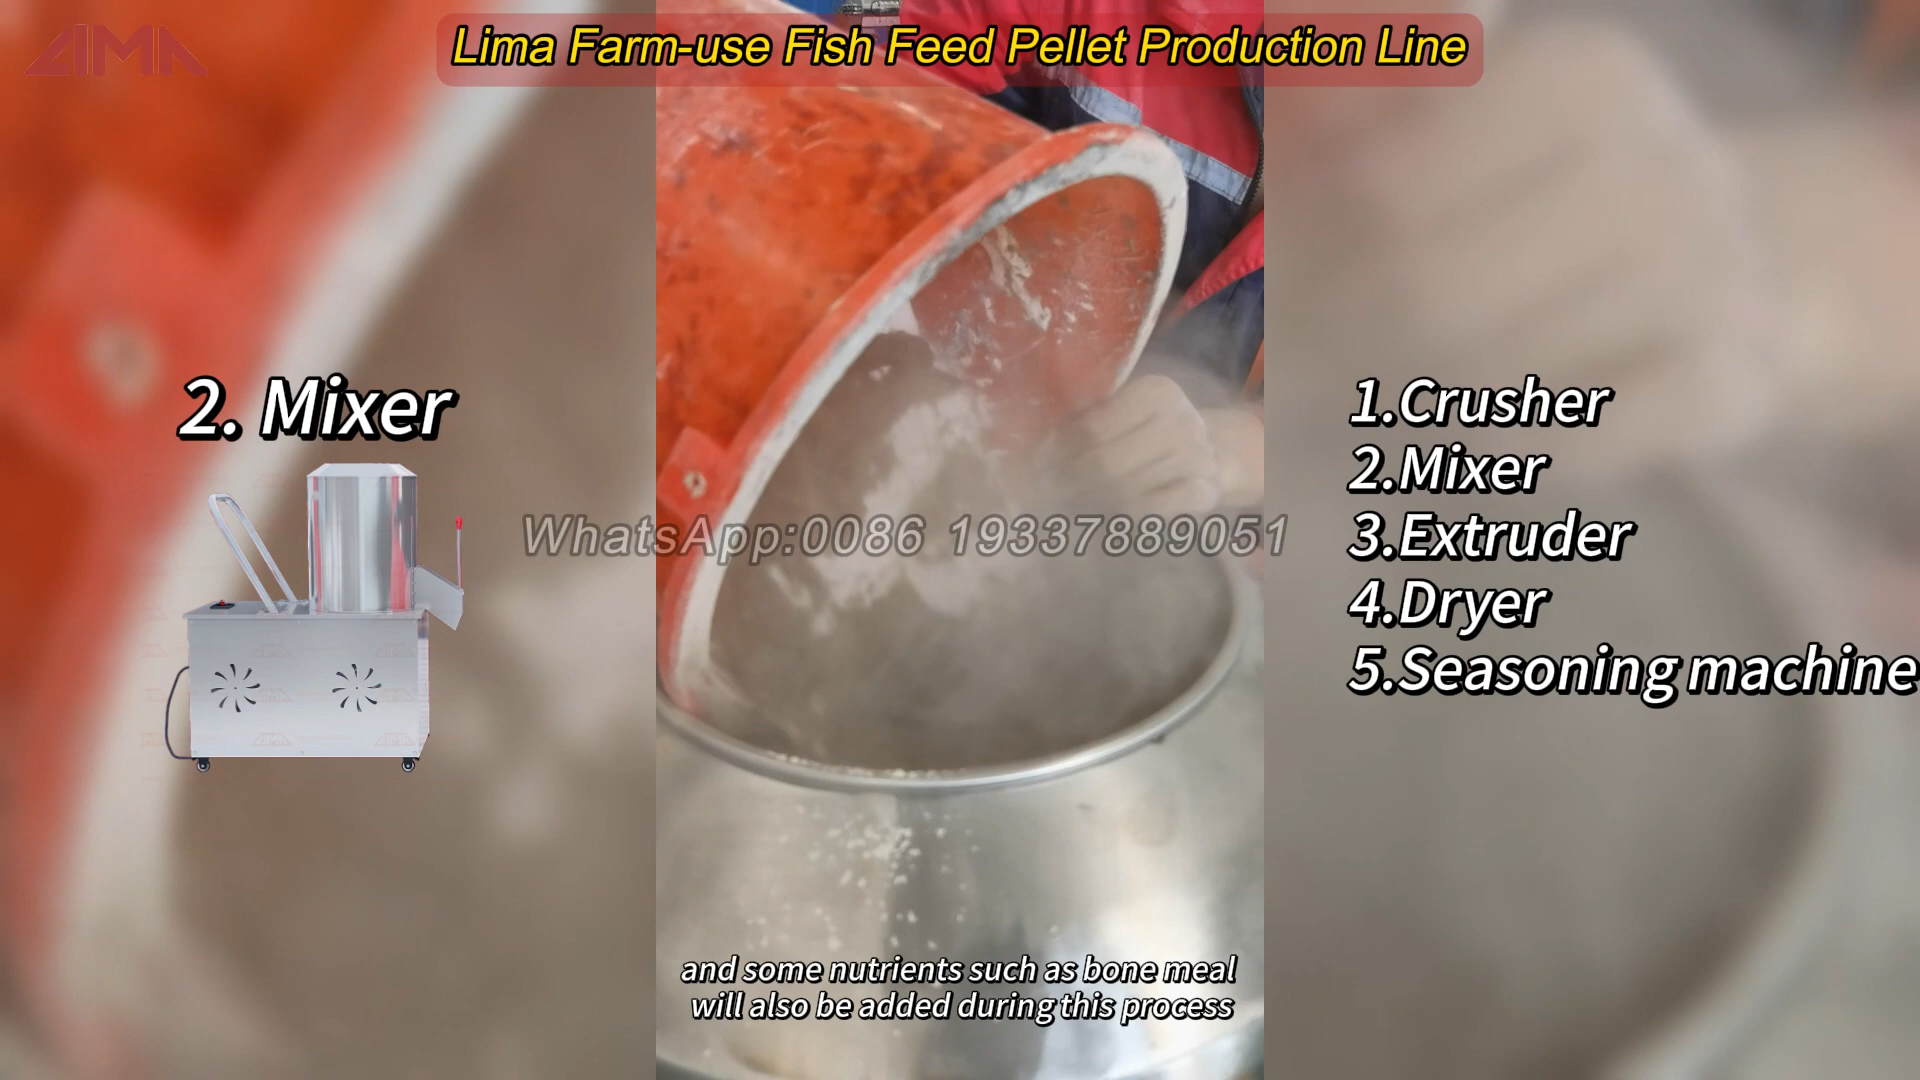 LIMA
Lima Farm-use Fish Feed Pellet Production Line
2. Mixer
WhatsApp:0086 19337889051
1.Crusher
2.Mixer
3.Extruder
4.Dryer
5.Seasoning machine
and some nutrients such as bone meal
will also be added during this process